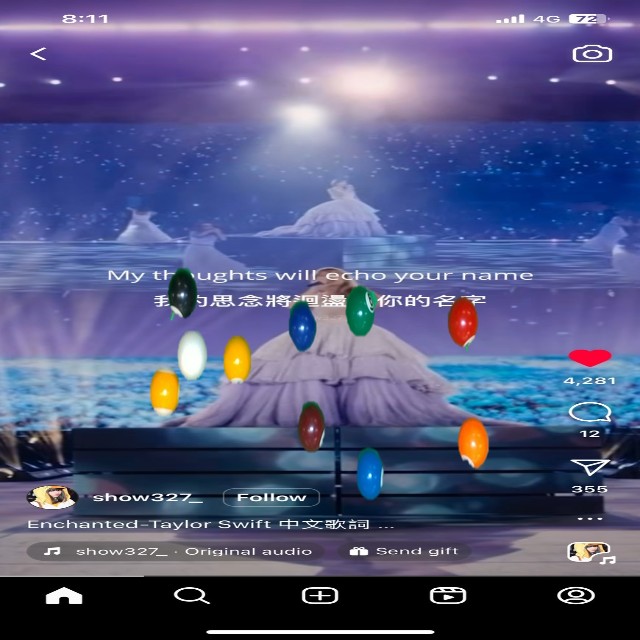 8:11
4G 72
My thoughts will echo your name
我的思念將迴盪 你的名字
4,281
12
355
show327_ Follow
Enchanted-Taylor Swift 中文歌詞 ...
show327_ · Original audio
Send gift